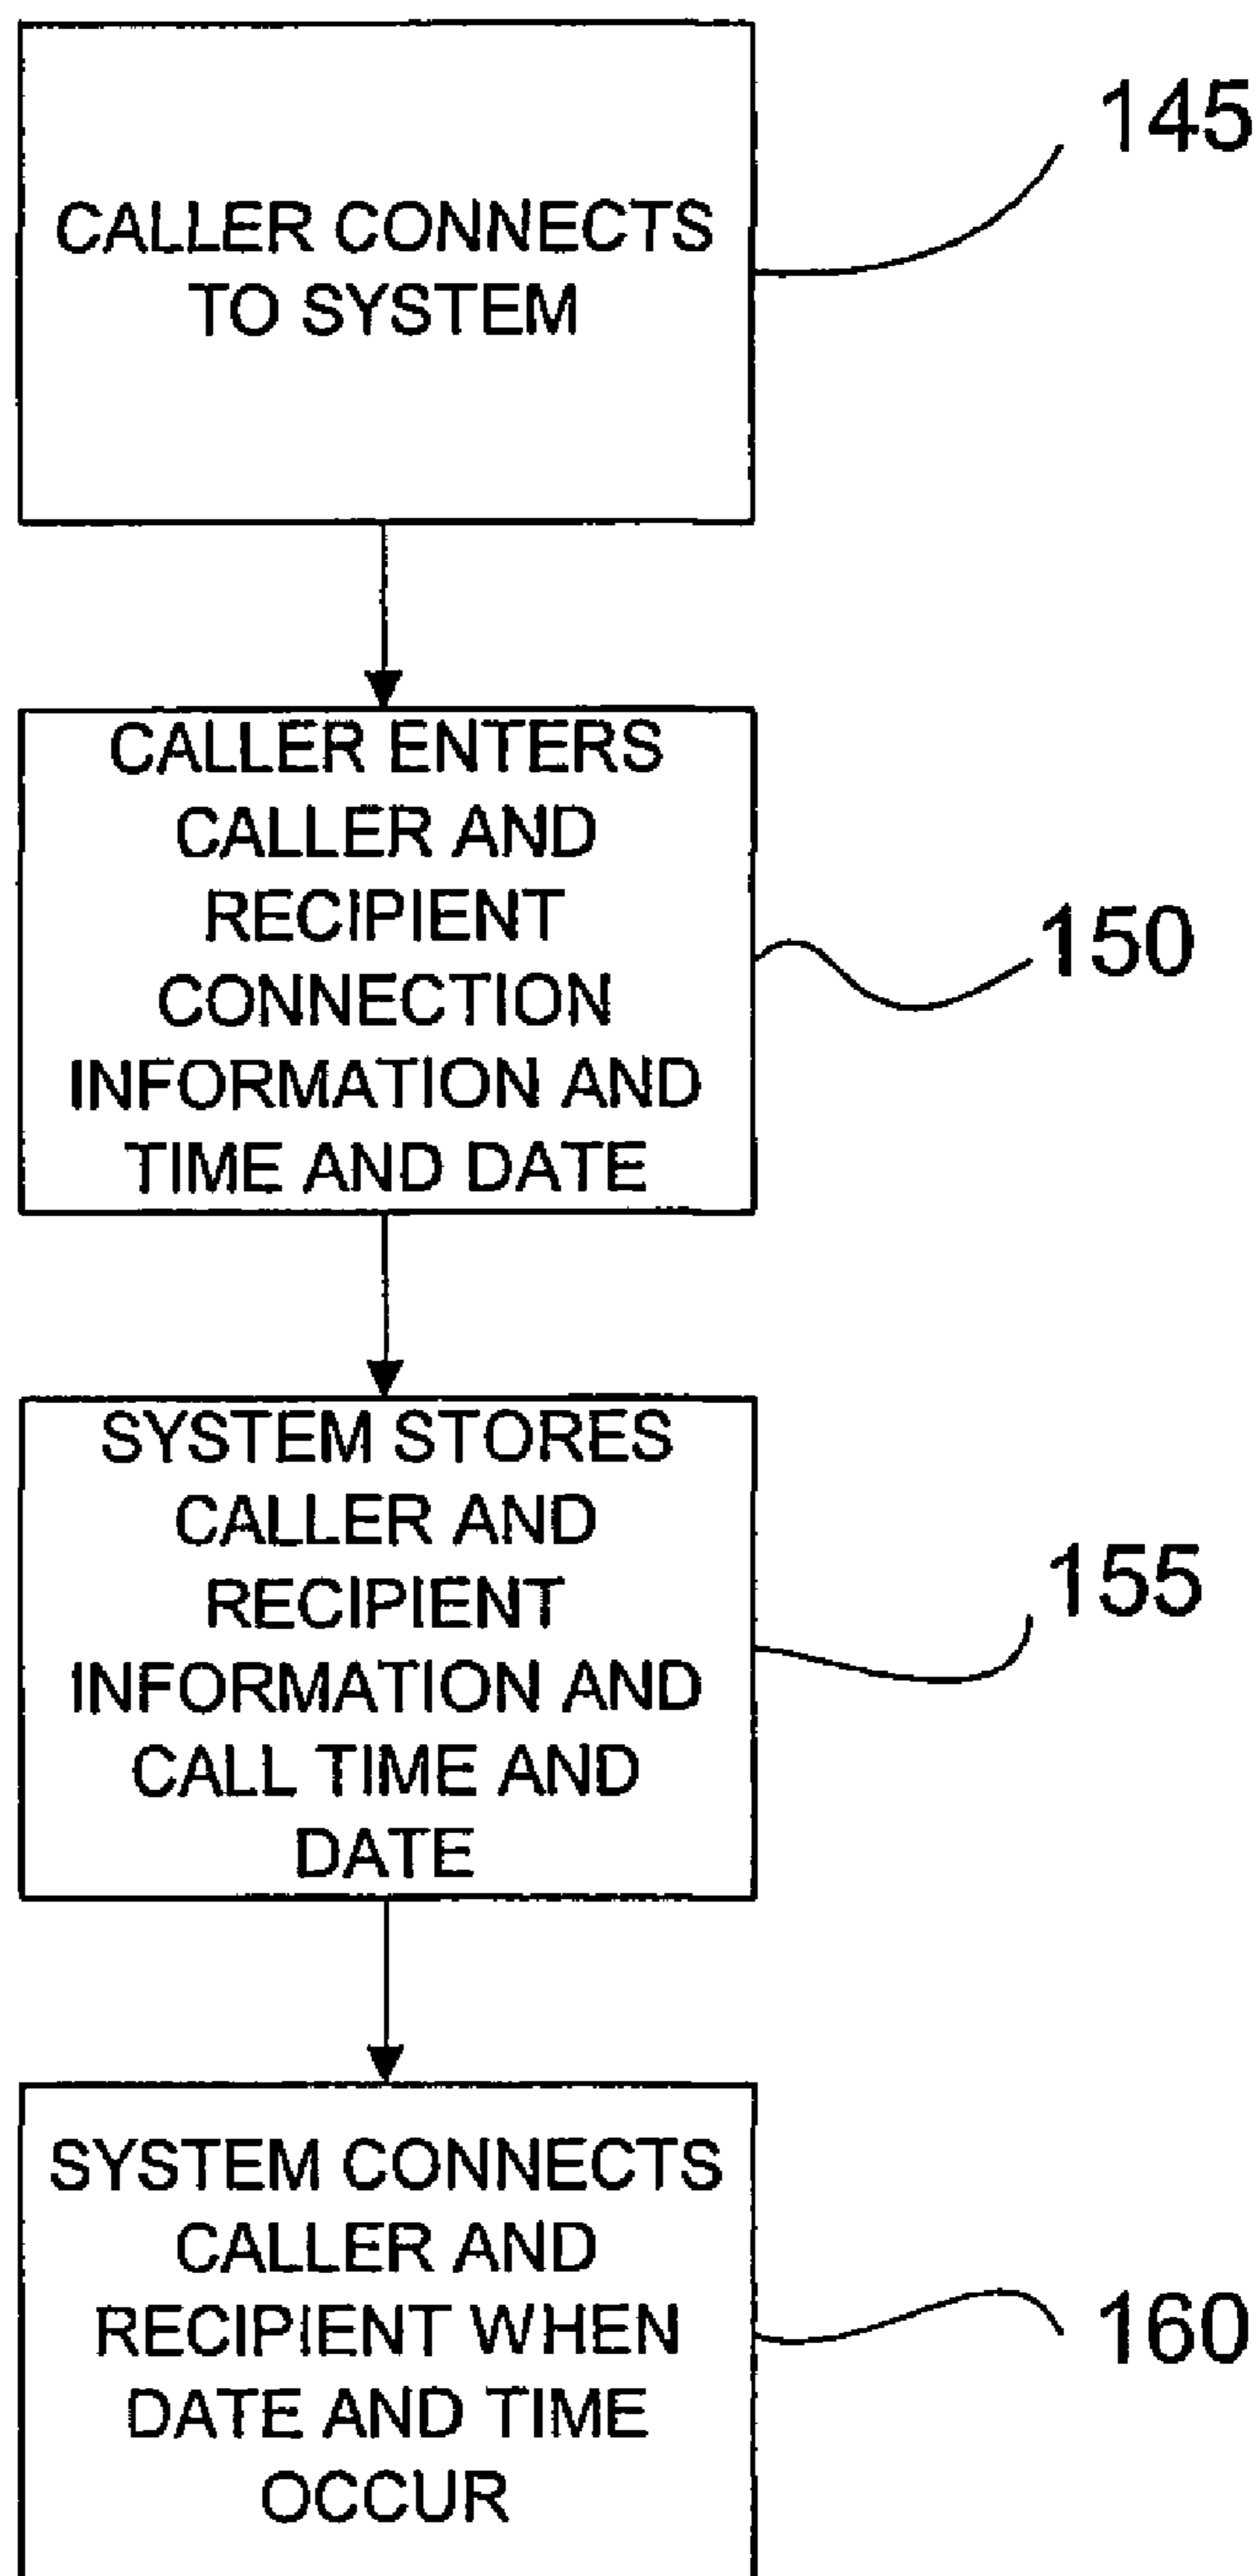 CALLER CONNECTS
TO SYSTEM
145
CALLER ENTERS
CALLER AND
RECIPIENT
CONNECTION
INFORMATION AND
TIME AND DATE
150
SYSTEM STORES
CALLER AND
RECIPIENT
INFORMATION AND
CALL TIME AND
DATE
155
SYSTEM CONNECTS
CALLER AND
RECIPIENT WHEN
DATE AND TIME
OCCUR
160